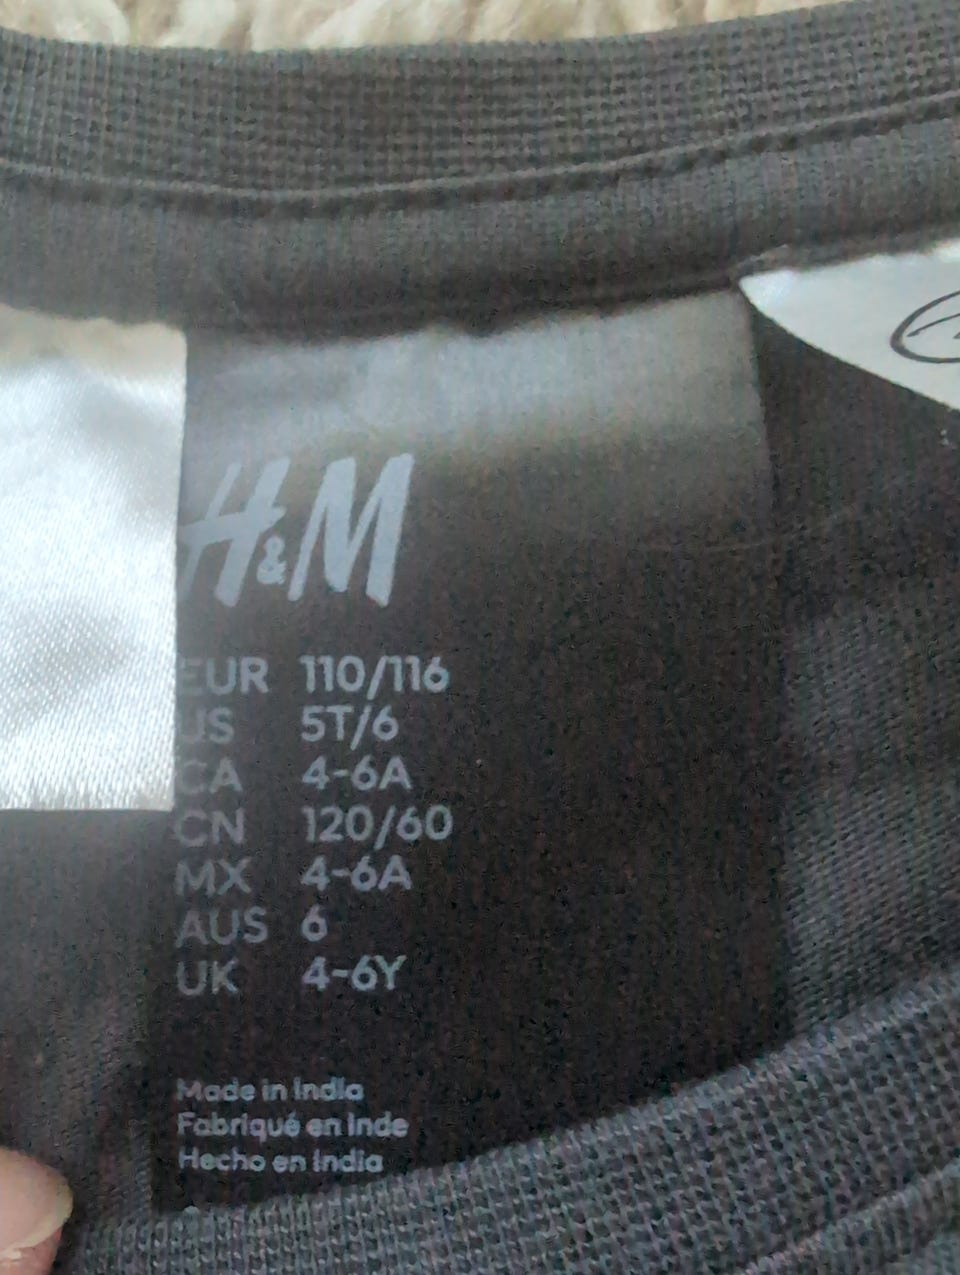 H&M
EUR 110/116
US 5T/6
CA 4-6A
CN 120/60
MX 4-6A
AUS 6
UK 4-6Y
Made in India
Fabriqué en Inde
Hecho en India